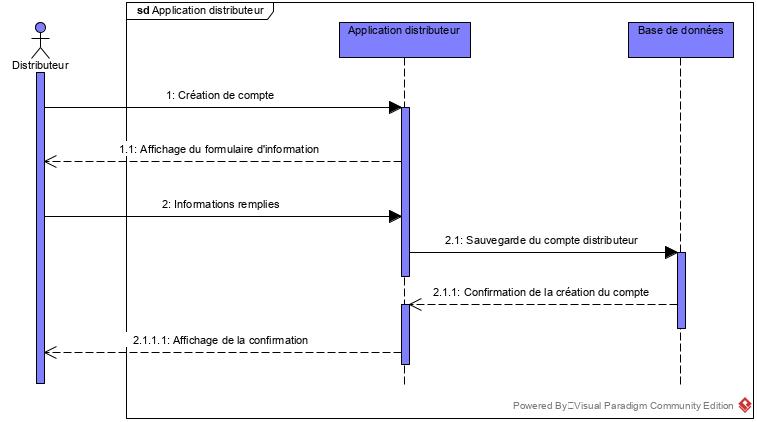 sd Application distributeur
Application distributeur
Base de données
Distributeur
1: Création de compte
1.1: Affichage du formulaire d'information
2: Informations remplies
2.1: Sauvegarde du compte distributeur
2.1.1: Confirmation de la création du compte
2.1.1.1: Affichage de la confirmation
Powered By Visual Paradigm Community Edition